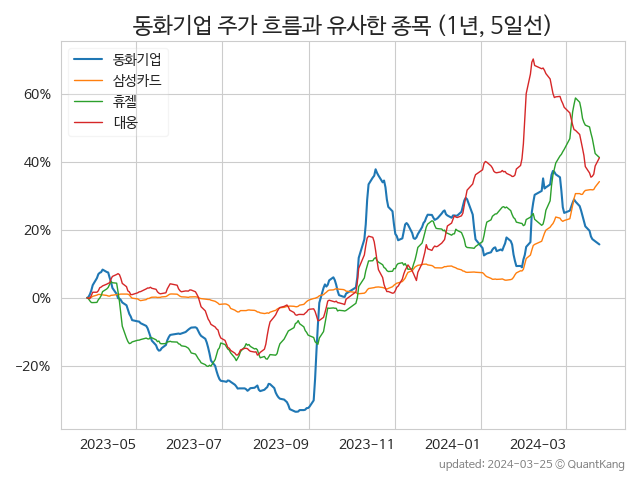 동화기업 주가 흐름과 유사한 종목 (1년, 5일선)
동화기업
삼성카드
휴젤
대웅
60%
40%
20%
0%
−20%
2023-05 2023-07 2023-09 2023-11 2024-01 2024-03
updated: 2024-03-25 © QuantKang